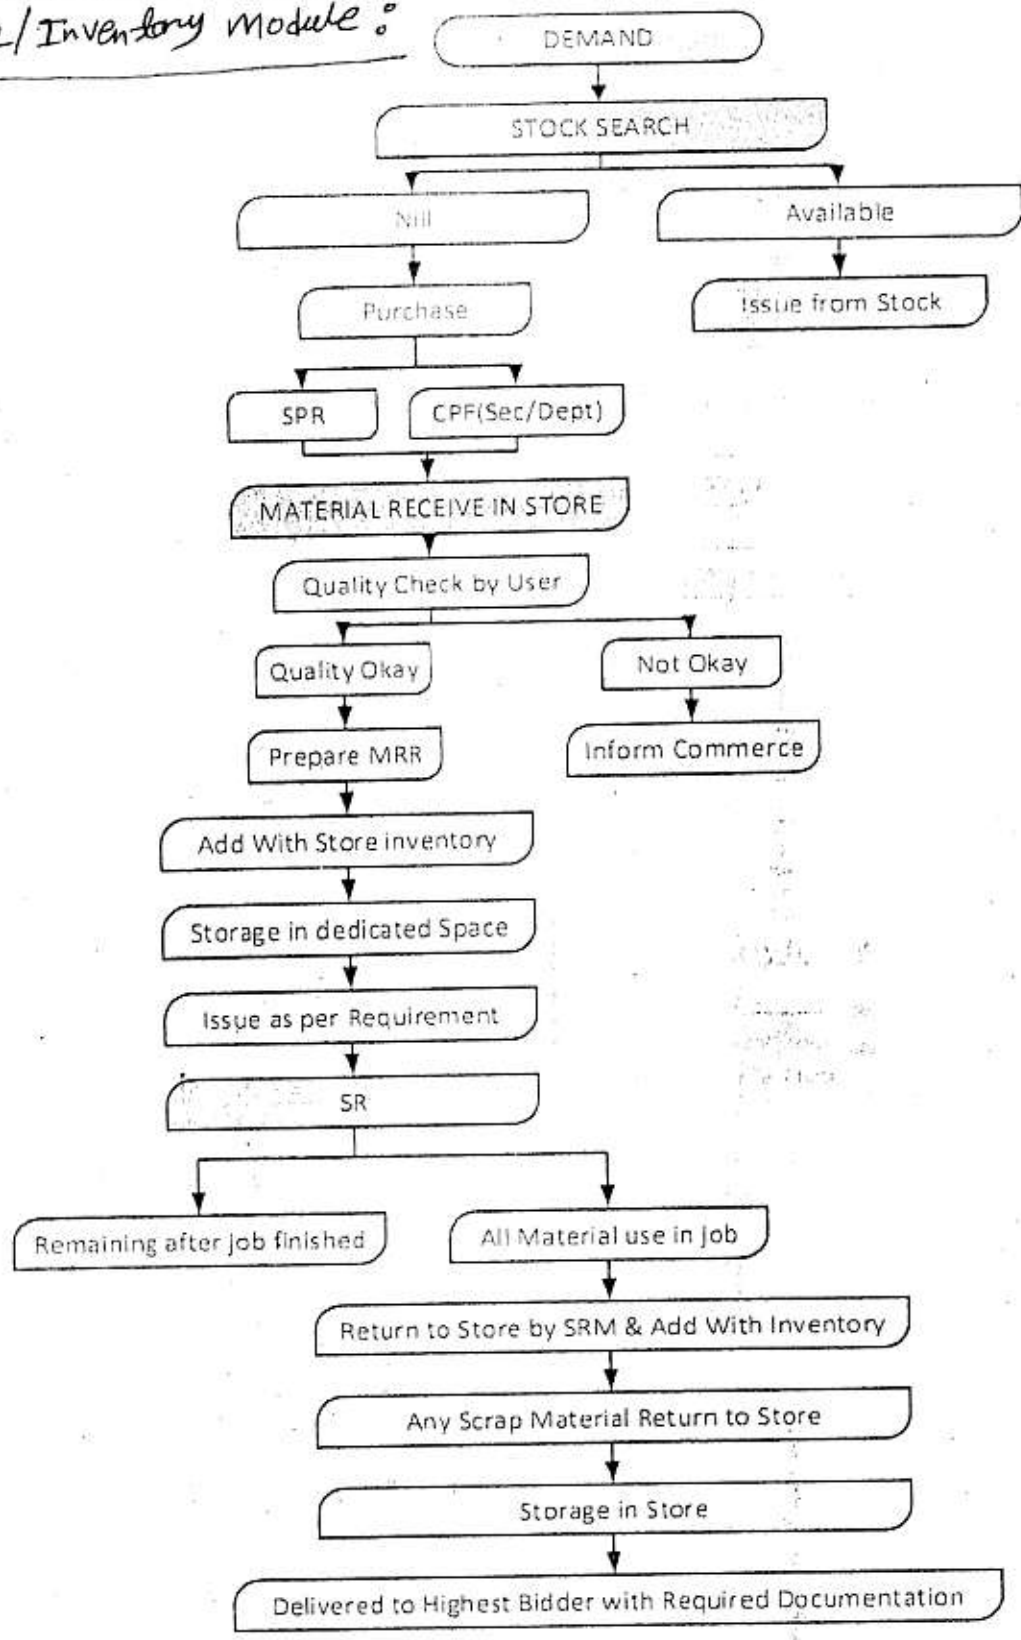 /Inventory Module :
DEMAND
STOCK SEARCH
Nill
Available
Purchase
Issue from Stock
SPR
CPF(Sec/Dept)
MATERIAL RECEIVE IN STORE
Quality Check by User
Quality Okay
Not Okay
Prepare MRR
Inform Commerce
Add With Store inventory
Storage in dedicated Space
Issue as per Requirement
SR
Remaining after job finished
All Material use in job
Return to Store by SRM & Add With Inventory
Any Scrap Material Return to Store
Storage in Store
Delivered to Highest Bidder with Required Documentation